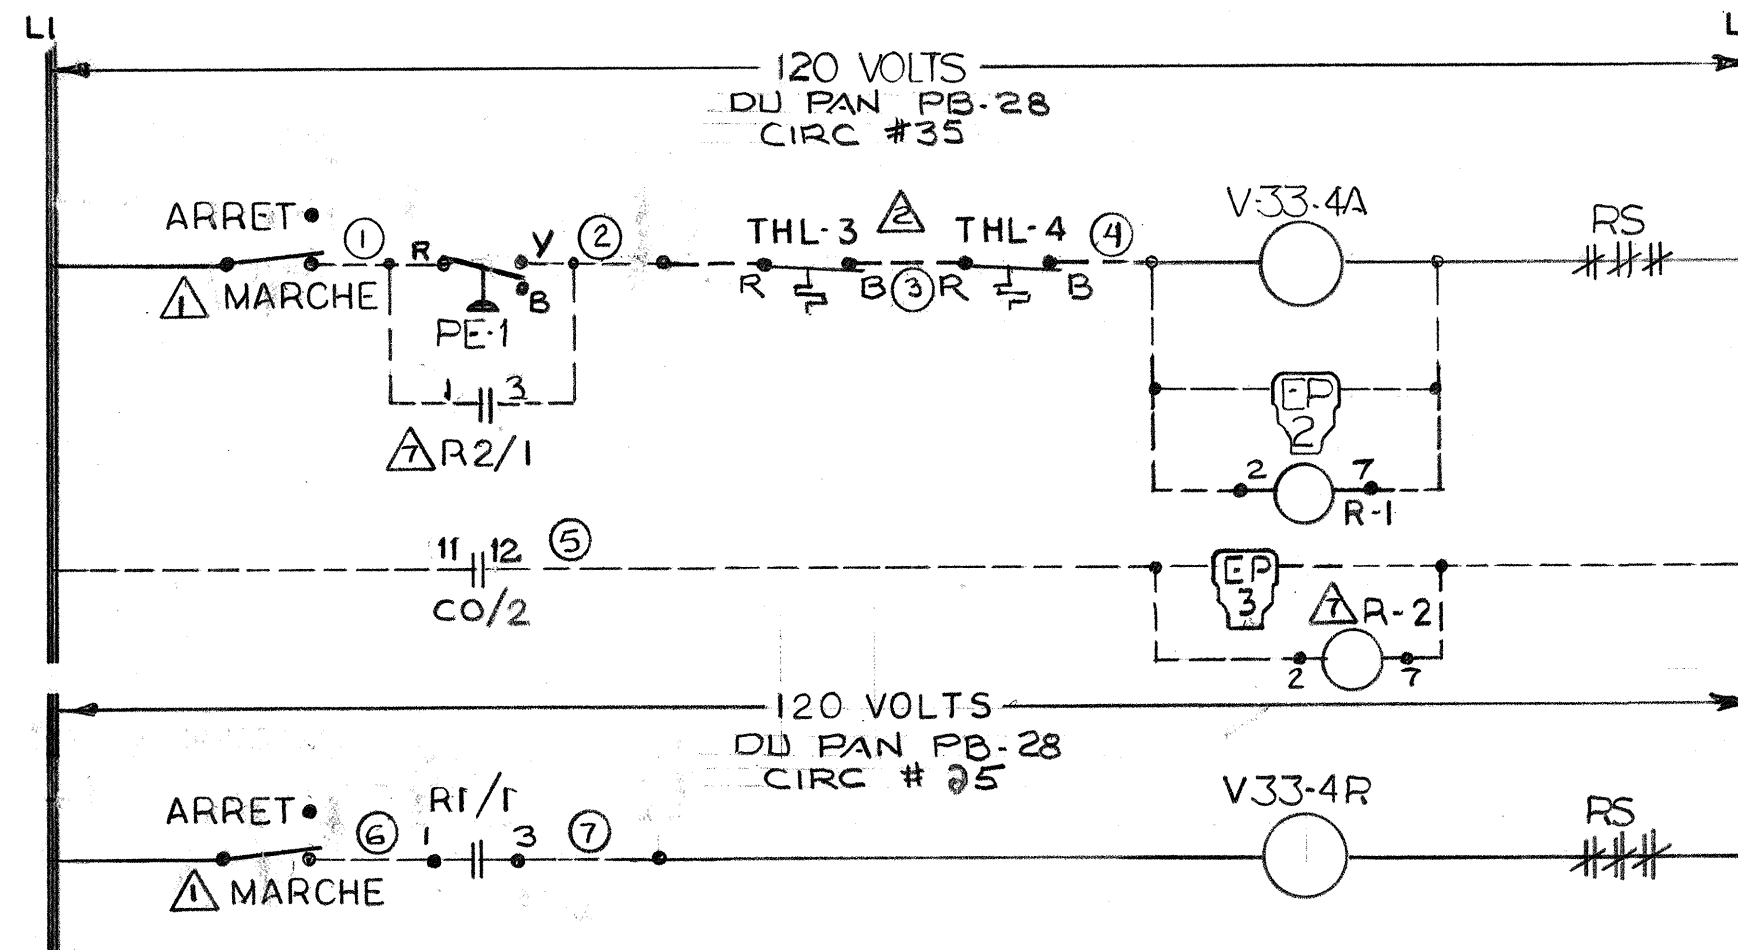 L1
L
120 VOLTS
DU PAN PB-28
CIRC #35
ARRET
1
R
Y
2
THL-3
2
THL-4
4
V-33-4A
RS
1
MARCHE
B
R
B
3
R
B
PE-1
1
3
7
R2/1
EP
2
2
7
R-1
11
12
5
CO/2
EP
3
7
R-2
2
7
120 VOLTS
DU PAN PB-28
CIRC # 25
ARRET
R1/1
6
1
3
7
V33-4R
RS
1
MARCHE